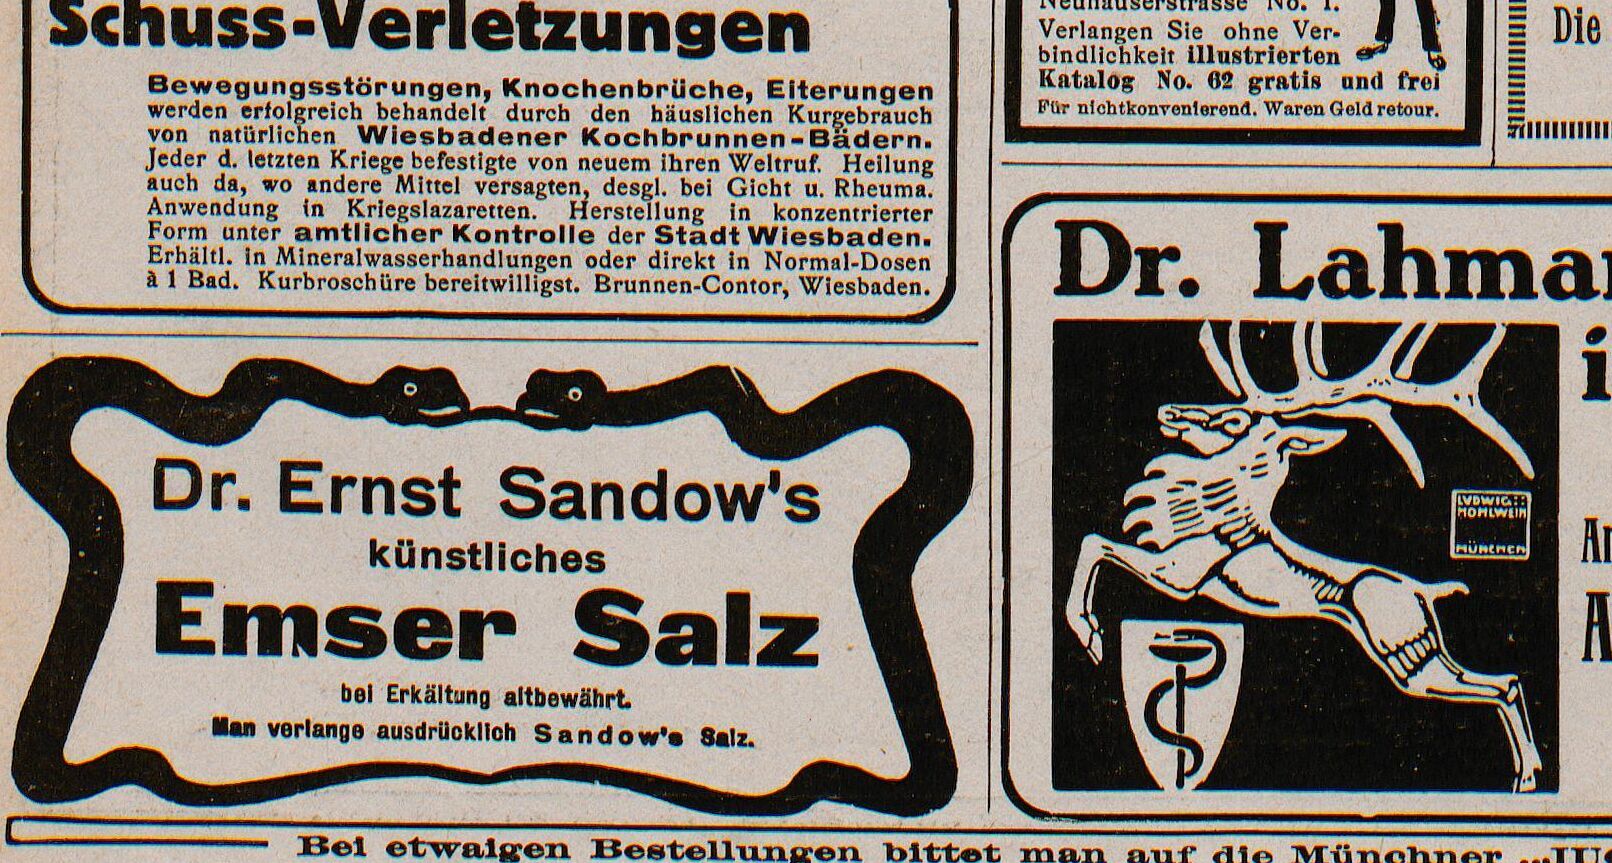 Schuss-Verletzungen
Bewegungsstörungen, Knochenbrüche, Eiterungen
werden erfolgreich behandelt durch den häuslichen Kurgebrauch
von natürlichen Wiesbadener Kochbrunnen-Bädern.
Jeder d. letzten Kriege befestigte von neuem ihren Weltruf. Heilung
auch da, wo andere Mittel versagten, desgl. bei Gicht u. Rheuma.
Anwendung in Kriegslazaretten. Herstellung in konzentrierter
Form unter amtlicher Kontrolle der Stadt Wiesbaden.
Erhältl. in Mineralwasserhandlungen oder direkt in Normal-Dosen
à 1 Bad. Kurbroschüre bereitwilligst. Brunnen-Contor, Wiesbaden.
Dr. Ernst Sandow's
künstliches
Emser Salz
bei Erkältung altbewährt.
Man verlange ausdrücklich Sandow's Salz.
Neuhauserstrasse No. 1.
Verlangen Sie ohne Ver-
bindlichkeit illustrierten
Katalog No. 62 gratis und frei
Für nichtkonvenierend. Waren Geld retour.
Die
Dr. Lahma
i
LUDWIG
HOHLWEIN
MÜNCHEN
A
Bei etwaigen Bestellungen bittet man auf die Münchner